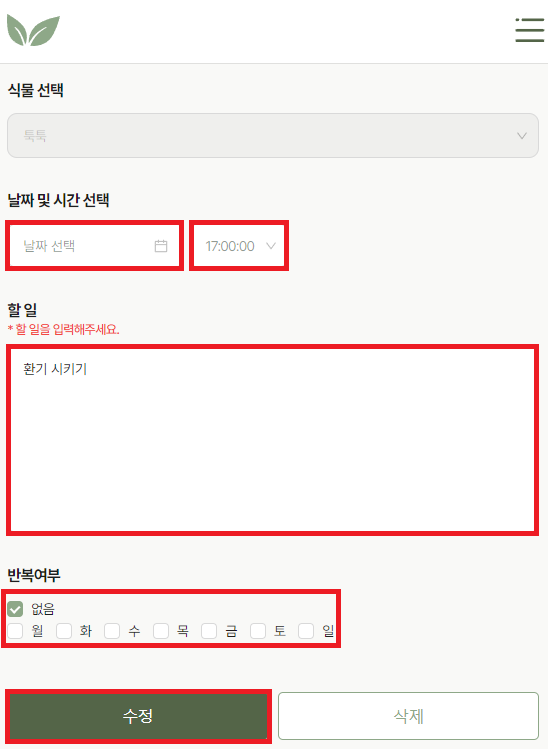 식물 선택
툭툭
날짜 및 시간 선택
날짜 선택 17:00:00
할 일
* 할 일을 입력해주세요.
환기 시키기
반복여부
없음
월 화 수 목 금 토 일
수정 삭제